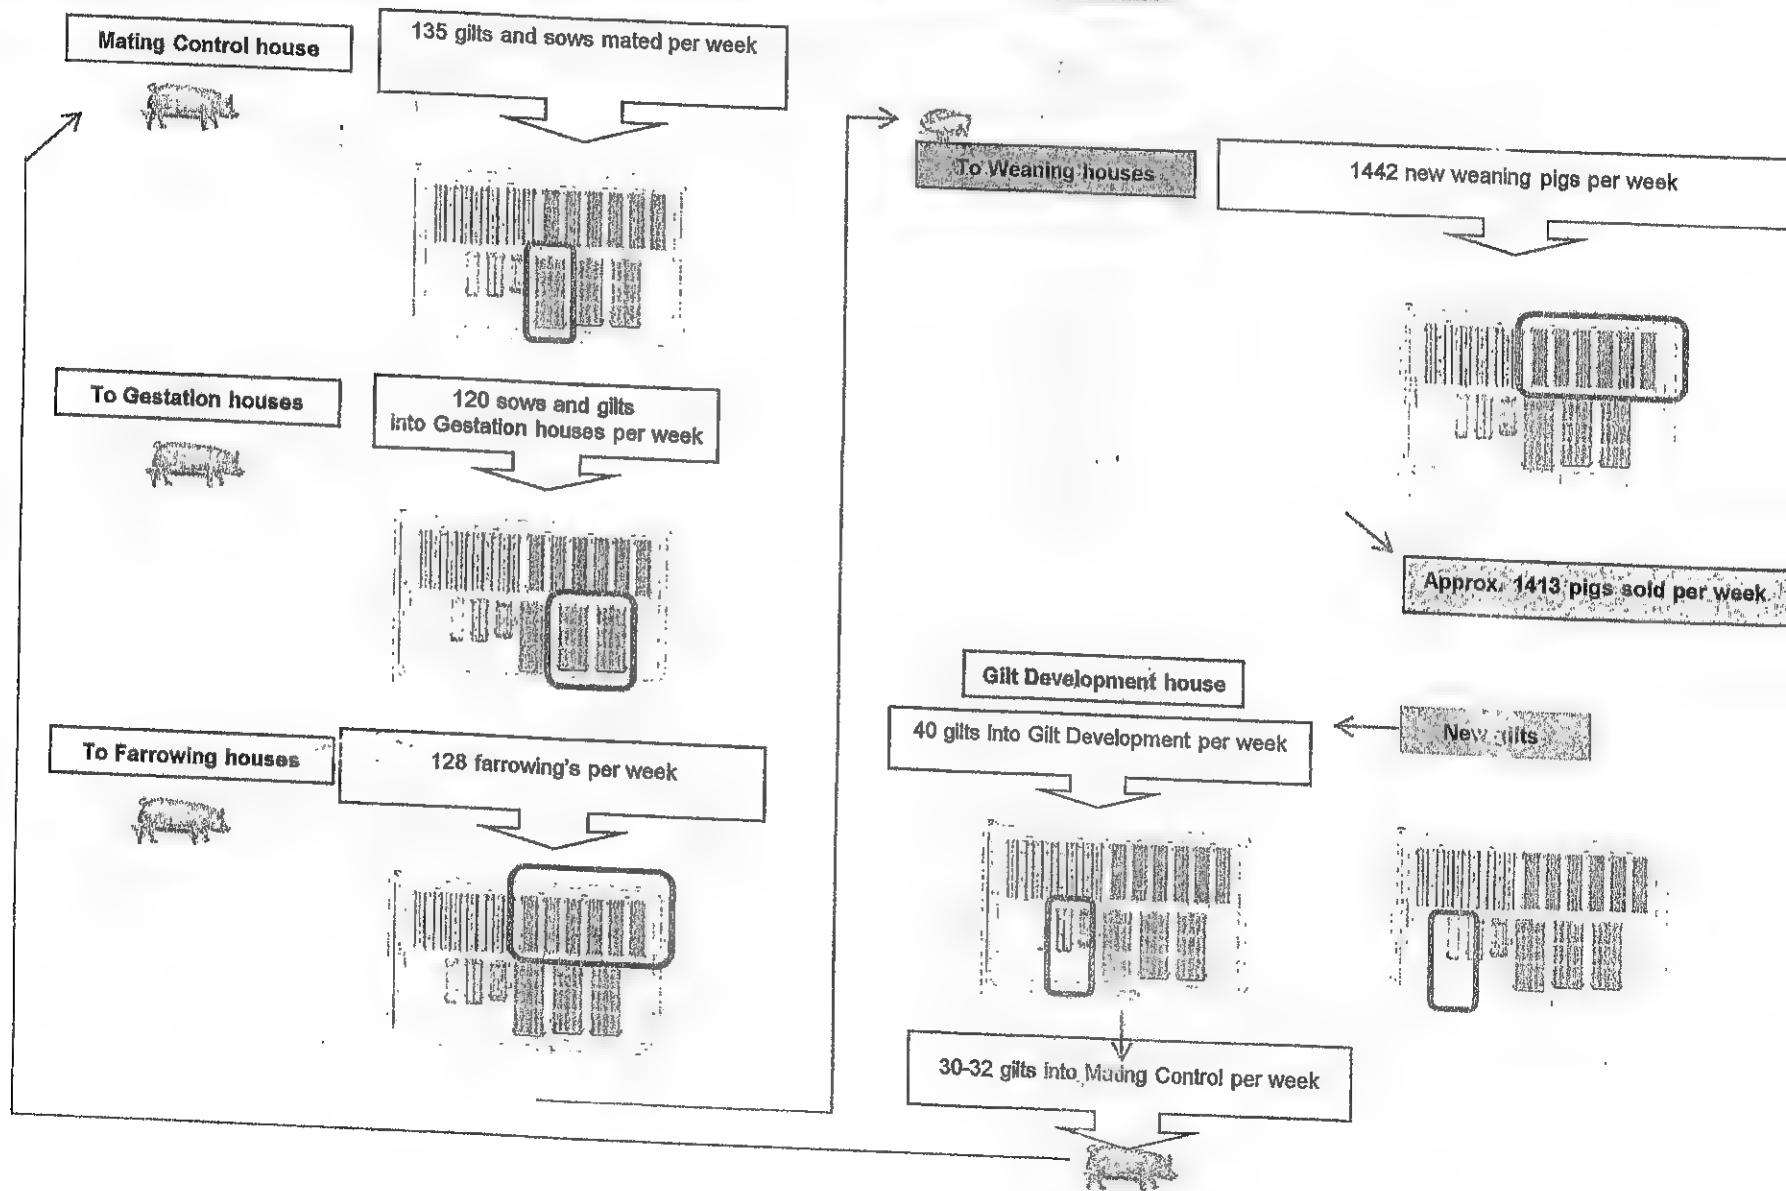 Mating Control house
135 gilts and sows mated per week
To Gestation houses
120 sows and gilts
into Gestation houses per week
To Farrowing houses
128 farrowing's per week
To Weaning houses
1442 new weaning pigs per week
Approx. 1413 pigs sold per week
Gilt Development house
40 gilts into Gilt Development per week
New gilts
30-32 gilts into Mating Control per week